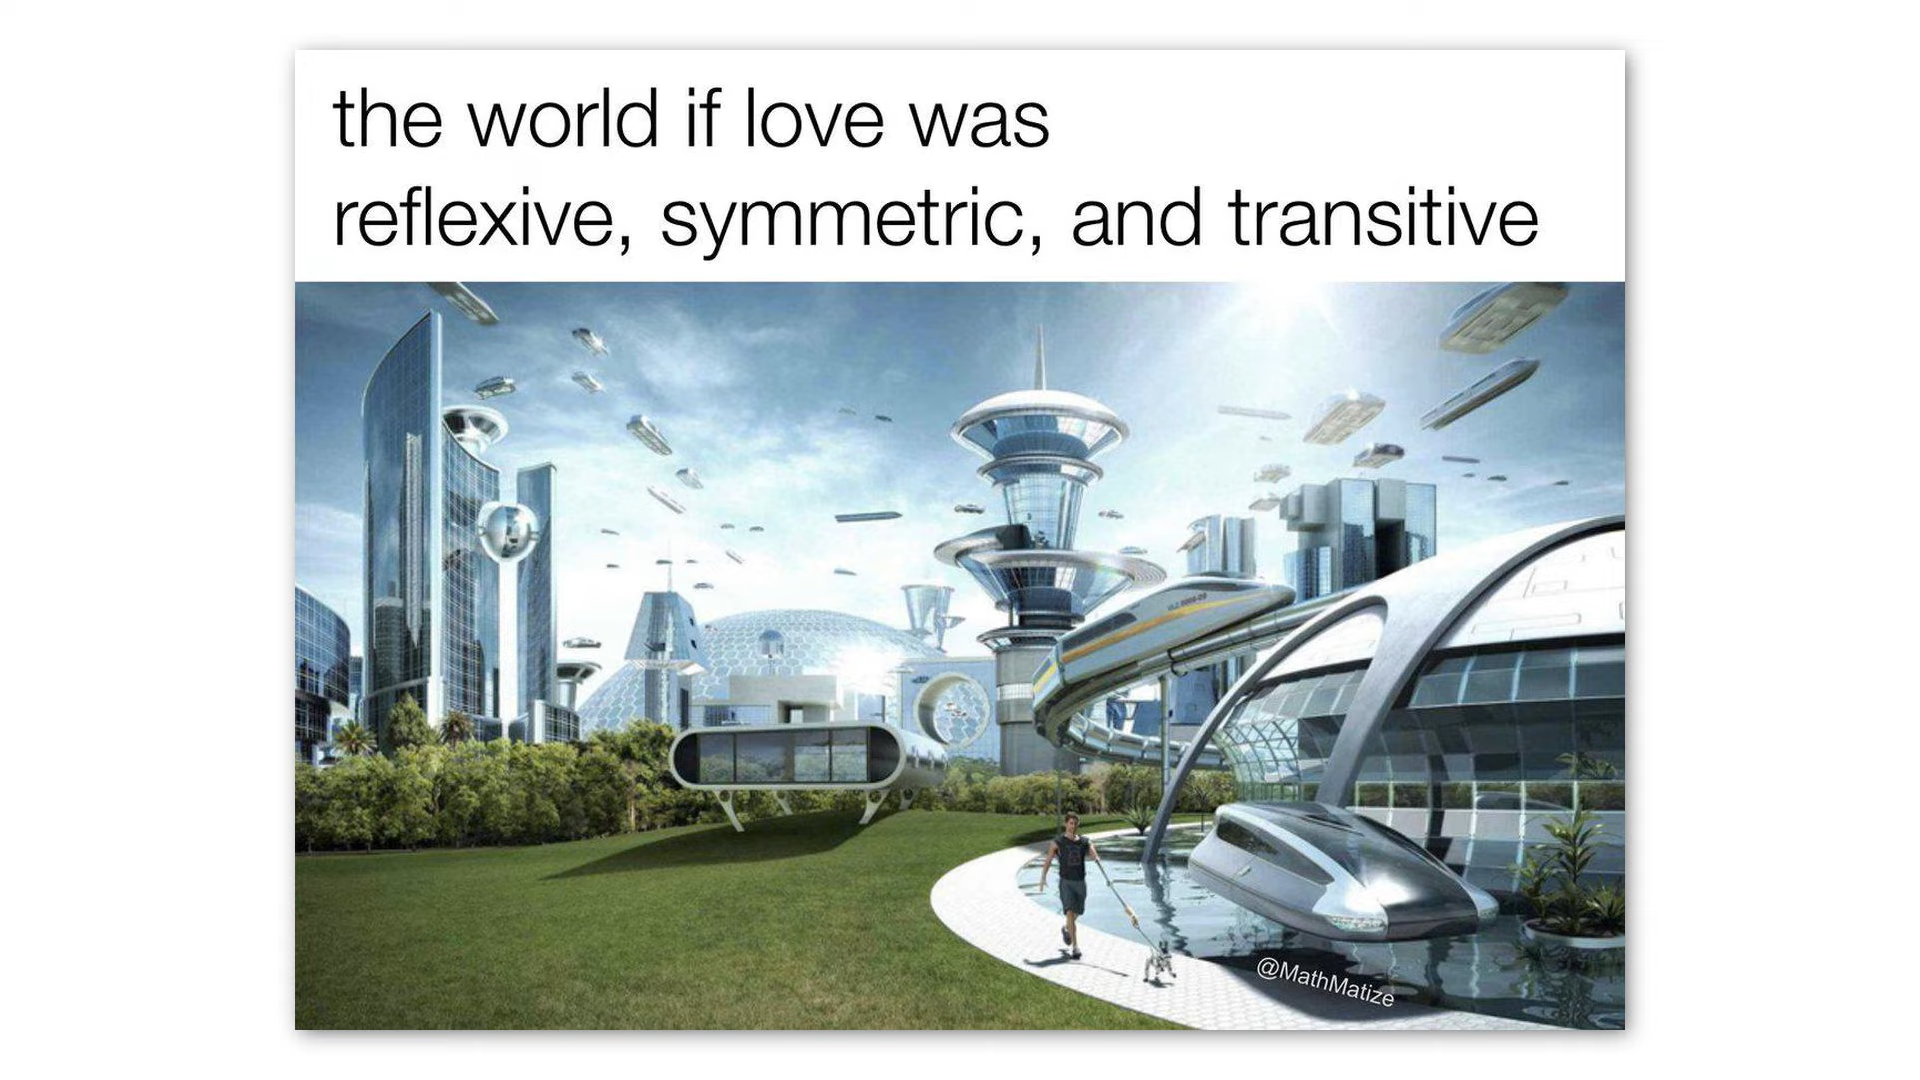 the world if love was
reflexive, symmetric, and transitive
@MathMatize